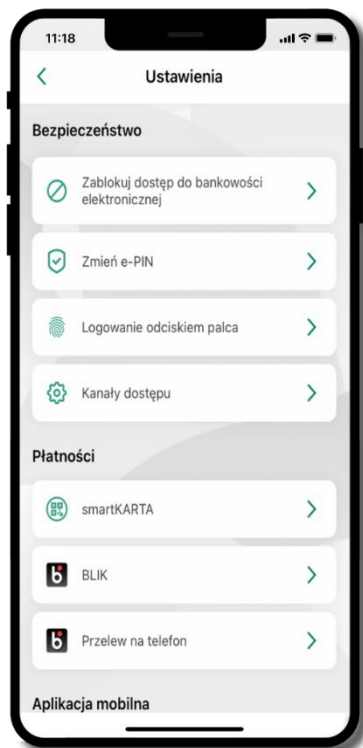 11:18
Ustawienia
Bezpieczeństwo
Zablokuj dostęp do bankowości
elektronicznej
Zmień e-PIN
Logowanie odciskiem palca
Kanały dostępu
Płatności
smartKARTA
BLIK
Przelew na telefon
Aplikacja mobilna